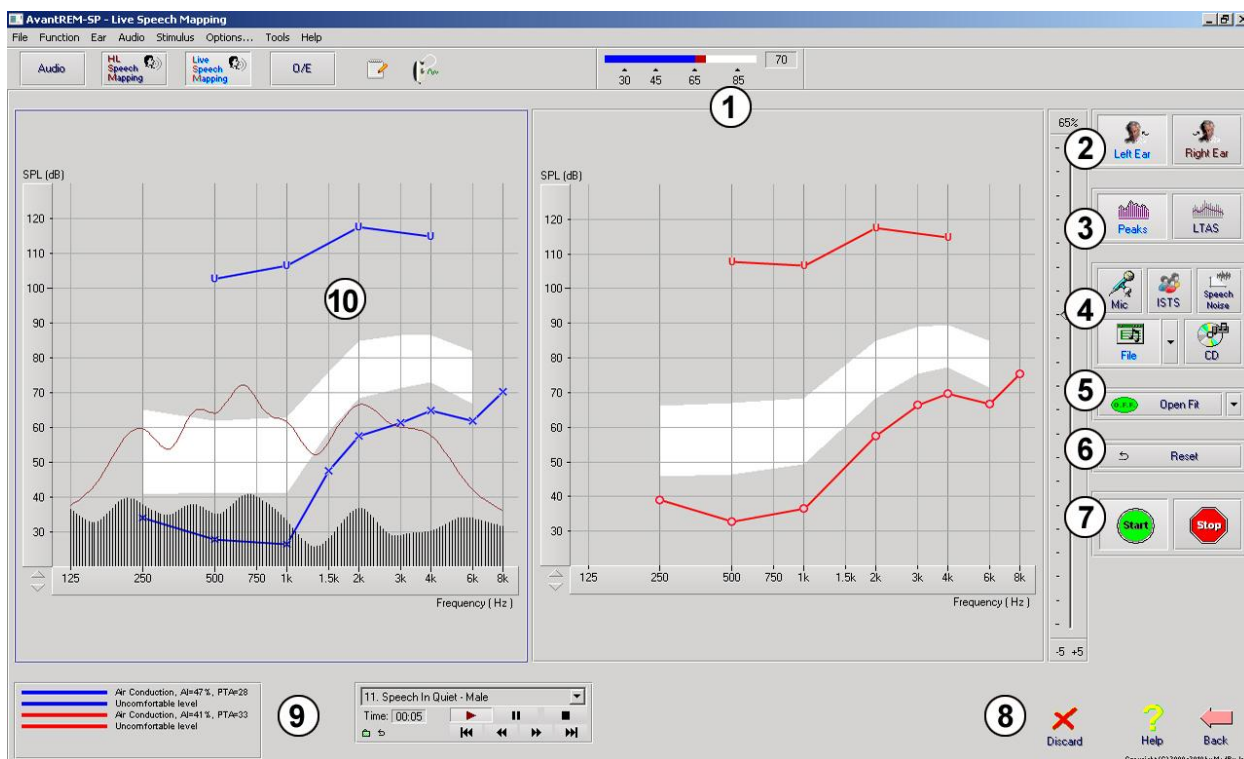 AvantREM-SP - Live Speech Mapping
File Function Ear Audio Stimulus Options... Tools Help
Audio
HL
Speech
Mapping
Live
Speech
Mapping
O/E
70
30 45 65 85
1
65%
2
Left Ear
Right Ear
3
Peaks
LTAS
4
Mic
ISTS
Speech
Noise
File
CD
5
O.F.F.
Open Fit
6
Reset
7
Start
Stop
-5 +5
SPL (dB)
120
110
100
90
80
70
60
50
40
30
U U U U
10
X X X X X X X X X
125 250 500 750 1k 1.5k 2k 3k 4k 6k 8k
Frequency ( Hz )
SPL (dB)
120
110
100
90
80
70
60
50
40
30
U U U U
125 250 500 750 1k 1.5k 2k 3k 4k 6k 8k
Frequency ( Hz )
Air Conduction, AI=47%, PTA=28
Uncomfortable level
Air Conduction, AI=41%, PTA=33
Uncomfortable level
9
11. Speech In Quiet - Male
Time: 00:05
8
Discard
Help
Back